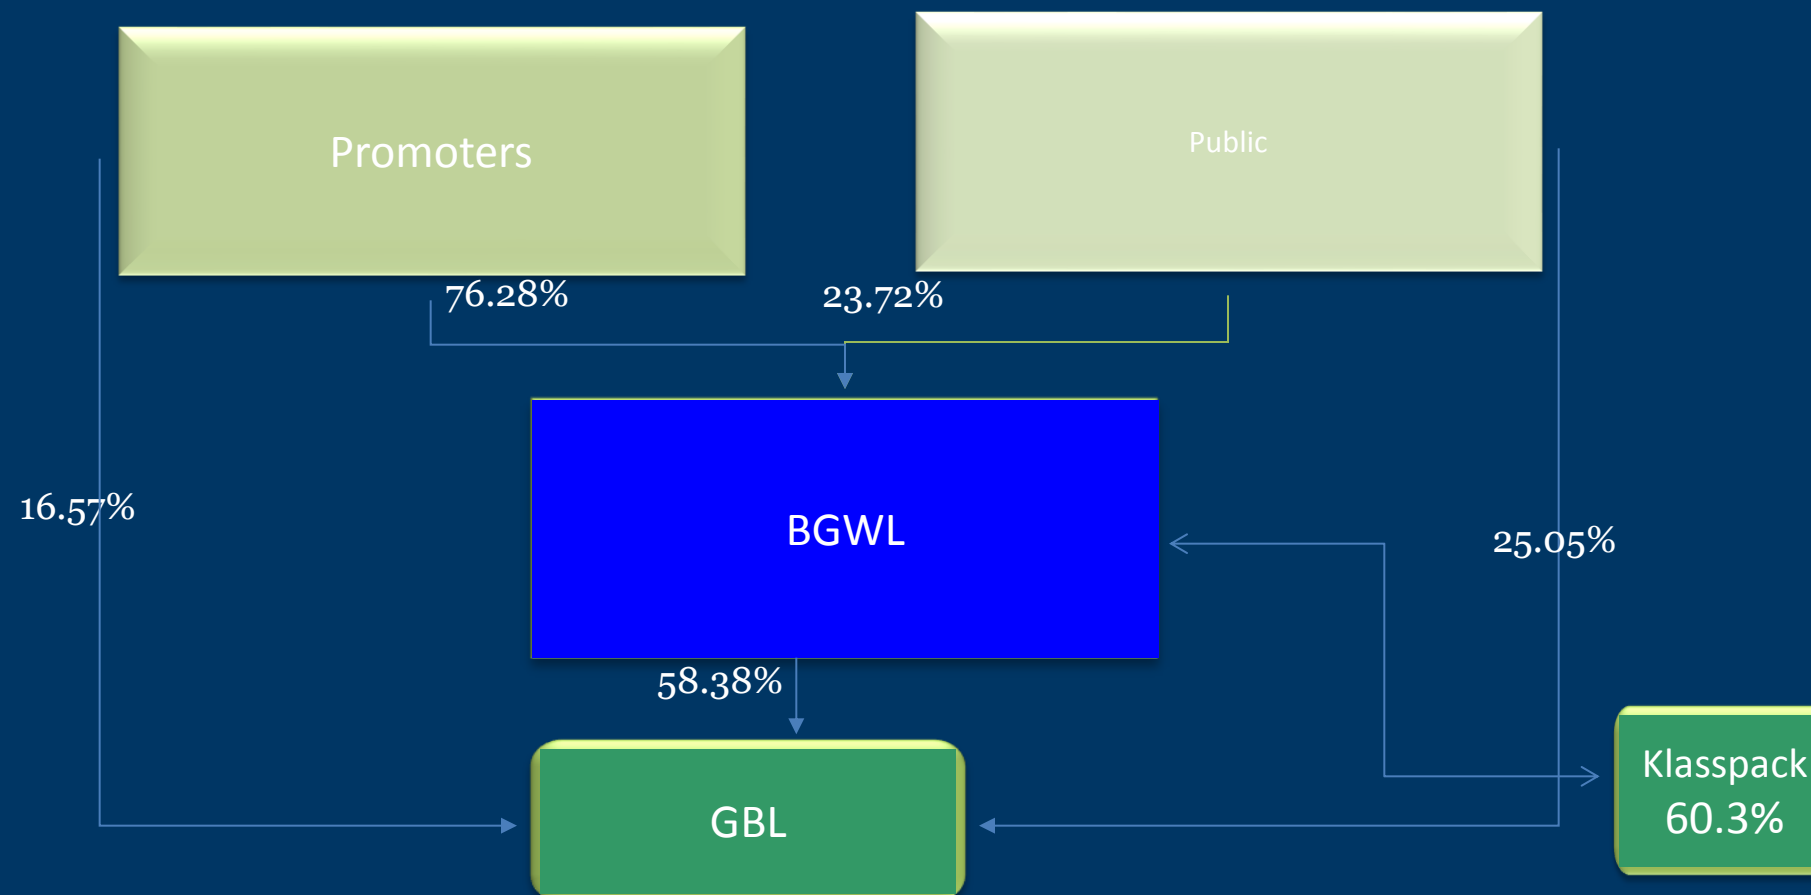 Promoters
Public
76.28%
23.72%
16.57%
BGWL
25.05%
58.38%
Klasspack
60.3%
GBL